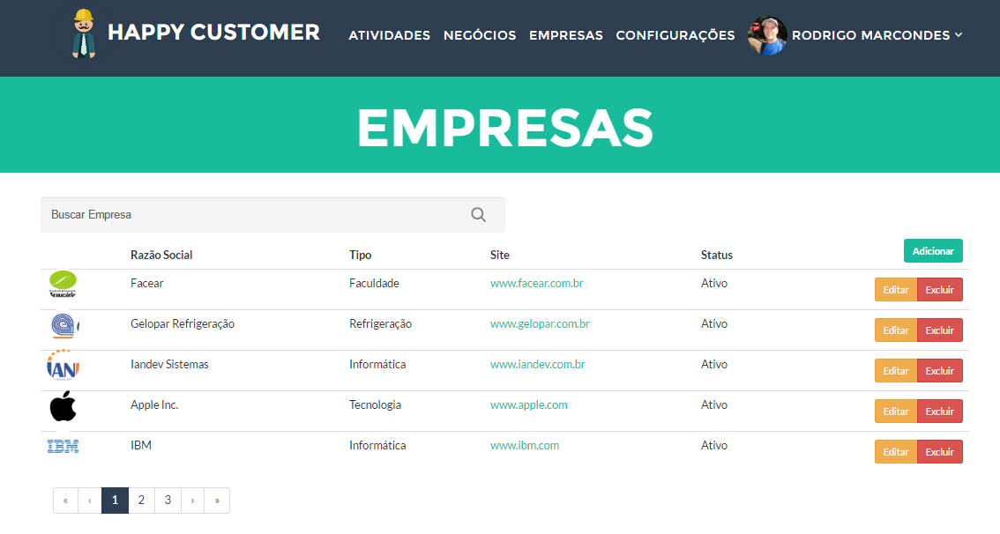 HAPPY CUSTOMER ATIVIDADES NEGÓCIOS EMPRESAS CONFIGURAÇÕES RODRIGO MARCONDES
EMPRESAS
Buscar Empresa
Razão Social Tipo Site Status Adicionar
Facear Faculdade www.facear.com.br Ativo Editar Excluir
Gelopar Refrigeração Refrigeração www.gelopar.com.br Ativo Editar Excluir
IAN Iandev Sistemas Informática www.iandev.com.br Ativo Editar Excluir
Apple Inc. Tecnologia www.apple.com Ativo Editar Excluir
IBM IBM Informática www.ibm.com Ativo Editar Excluir
« ‹ 1 2 3 › »